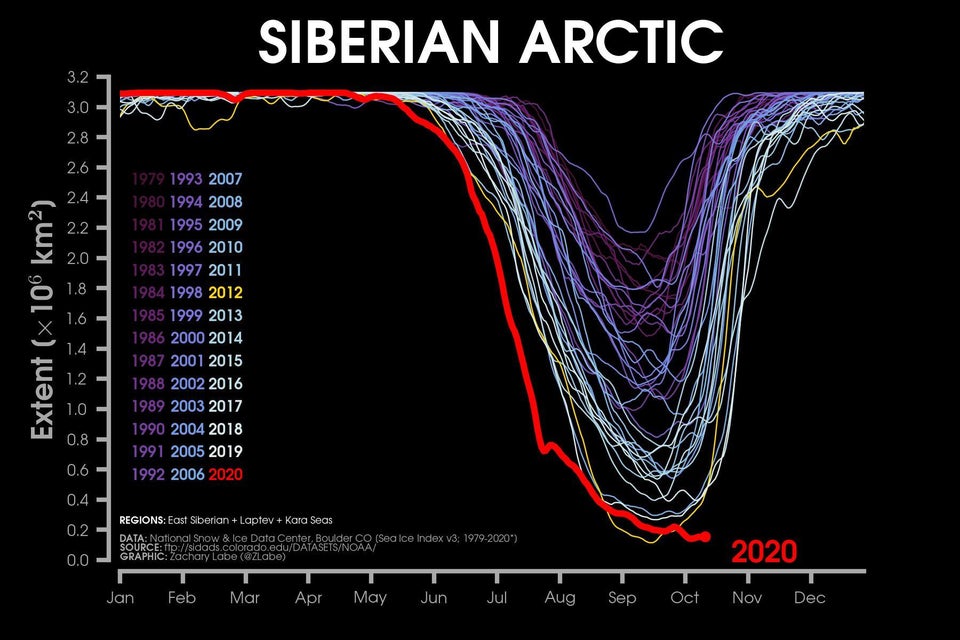 SIBERIAN ARCTIC
Extent (× 10⁶ km²)
3.2
3.0
2.8
2.6
2.4
2.2
2.0
1.8
1.6
1.4
1.2
1.0
0.8
0.6
0.4
0.2
0.0
1979 1993 2007
1980 1994 2008
1981 1995 2009
1982 1996 2010
1983 1997 2011
1984 1998 2012
1985 1999 2013
1986 2000 2014
1987 2001 2015
1988 2002 2016
1989 2003 2017
1990 2004 2018
1991 2005 2019
1992 2006 2020
REGIONS: East Siberian + Laptev + Kara Seas
DATA: National Snow & Ice Data Center, Boulder CO (Sea Ice Index v3; 1979-2020*)
SOURCE: ftp://sidads.colorado.edu/DATASETS/NOAA/
GRAPHIC: Zachary Labe (@ZLabe)
2020
Jan Feb Mar Apr May Jun Jul Aug Sep Oct Nov Dec